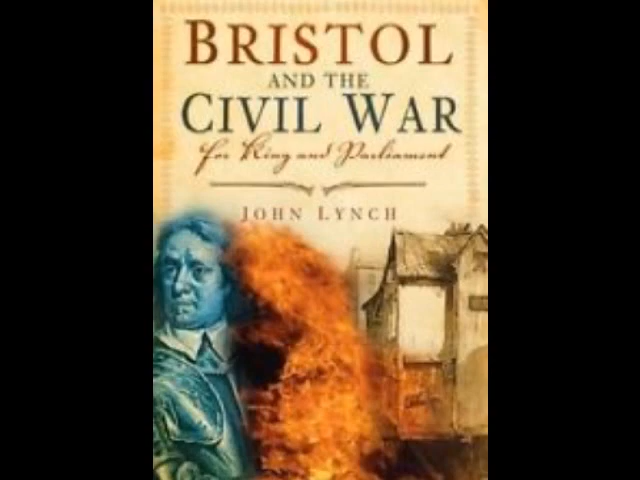 BRISTOL
AND THE
CIVIL WAR
for King and Parliament
JOHN LYNCH